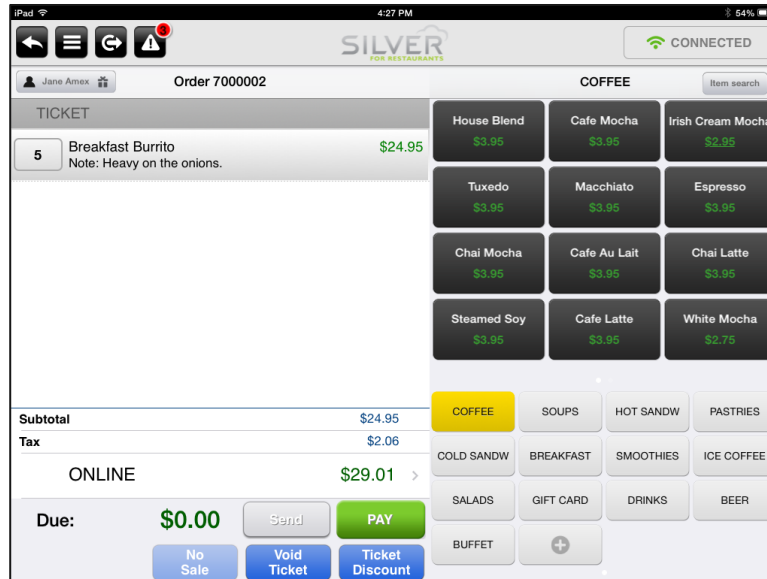 iPad 4:27 PM 54%
3
SILVER
FOR RESTAURANTS
CONNECTED
Jane Amex Order 7000002 COFFEE Item search
TICKET
House Blend Cafe Mocha Irish Cream Mocha
$3.95 $3.95 $2.95
5 Breakfast Burrito $24.95
Note: Heavy on the onions.
Tuxedo Macchiato Espresso
$3.95 $3.95 $3.95
Chai Mocha Cafe Au Lait Chai Latte
$3.95 $3.95 $3.95
Steamed Soy Cafe Latte White Mocha
$3.95 $3.95 $2.75
Subtotal $24.95
Tax $2.06
ONLINE $29.01
Due: $0.00 Send PAY
No Sale Void Ticket Ticket Discount
COFFEE SOUPS HOT SANDW PASTRIES
COLD SANDW BREAKFAST SMOOTHIES ICE COFFEE
SALADS GIFT CARD DRINKS BEER
BUFFET